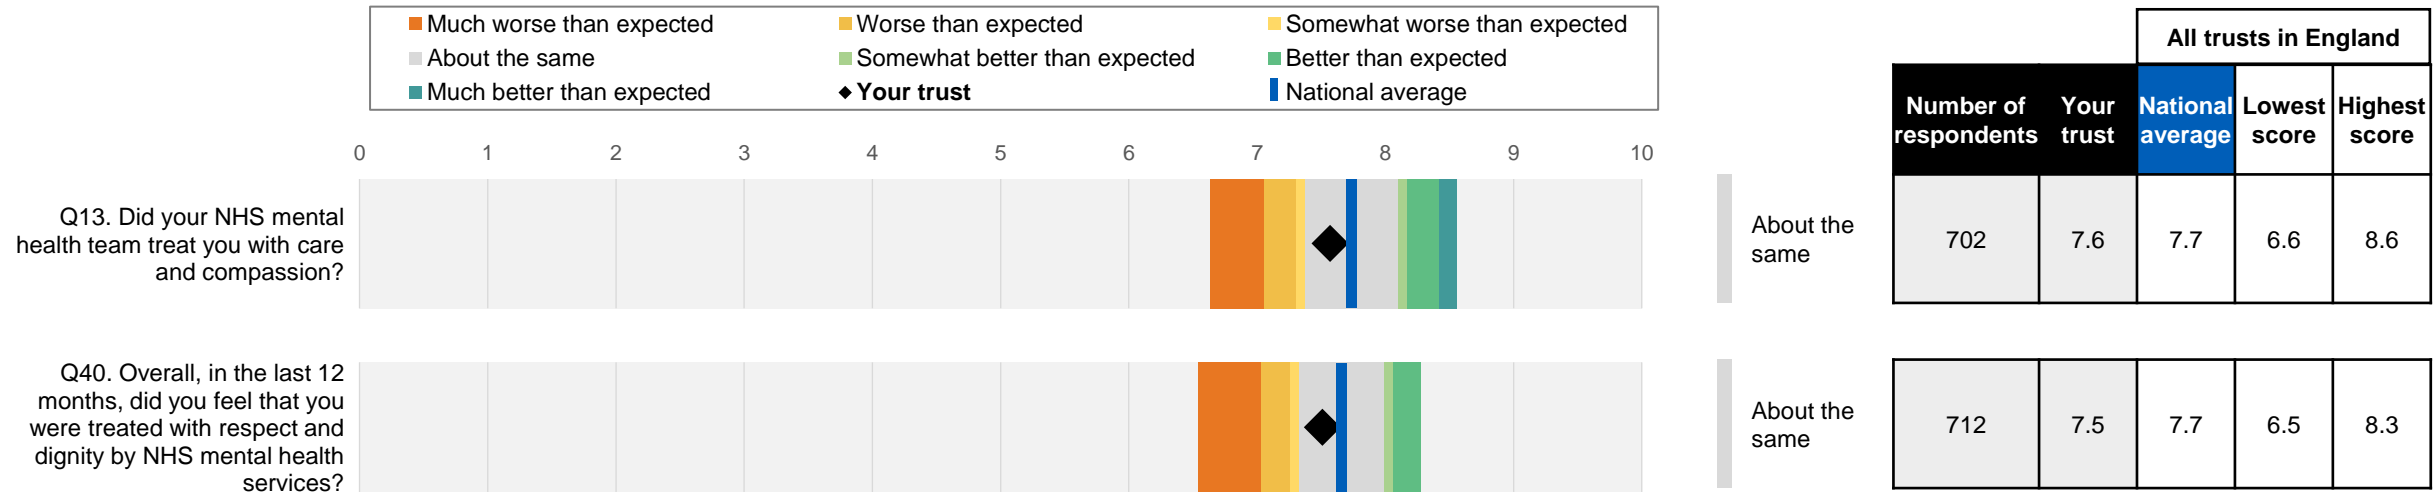 Much worse than expected
Worse than expected
Somewhat worse than expected
About the same
Somewhat better than expected
Better than expected
Much better than expected
Your trust
National average
All trusts in England
Number of respondents
Your trust
National average
Lowest score
Highest score
0 1 2 3 4 5 6 7 8 9 10
Q13. Did your NHS mental
health team treat you with care
and compassion?
About the
same
702 7.6 7.7 6.6 8.6
Q40. Overall, in the last 12
months, did you feel that you
were treated with respect and
dignity by NHS mental health
services?
About the
same
712 7.5 7.7 6.5 8.3